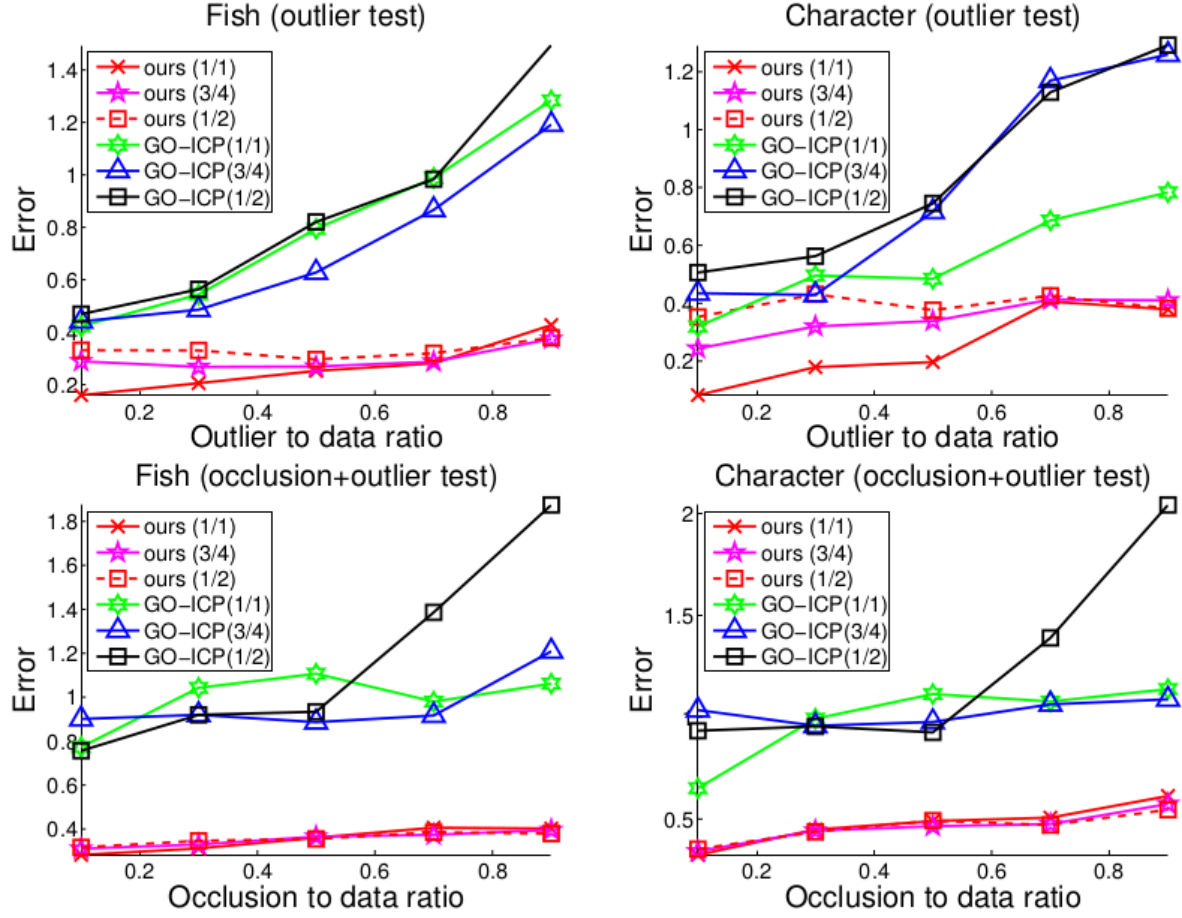 Fish (outlier test)
1.4
1.2
1
0.8
0.6
0.4
0.2
Error
ours (1/1)
ours (3/4)
ours (1/2)
GO−ICP(1/1)
GO−ICP(3/4)
GO−ICP(1/2)
0.2 0.4 0.6 0.8
Outlier to data ratio
Character (outlier test)
1.2
1
0.8
0.6
0.4
0.2
Error
ours (1/1)
ours (3/4)
ours (1/2)
GO−ICP(1/1)
GO−ICP(3/4)
GO−ICP(1/2)
0.2 0.4 0.6 0.8
Outlier to data ratio
Fish (occlusion+outlier test)
1.8
1.6
1.4
1.2
1
0.8
0.6
0.4
Error
ours (1/1)
ours (3/4)
ours (1/2)
GO−ICP(1/1)
GO−ICP(3/4)
GO−ICP(1/2)
0.2 0.4 0.6 0.8
Occlusion to data ratio
Character (occlusion+outlier test)
2
1.5
1
0.5
Error
ours (1/1)
ours (3/4)
ours (1/2)
GO−ICP(1/1)
GO−ICP(3/4)
GO−ICP(1/2)
0.2 0.4 0.6 0.8
Occlusion to data ratio